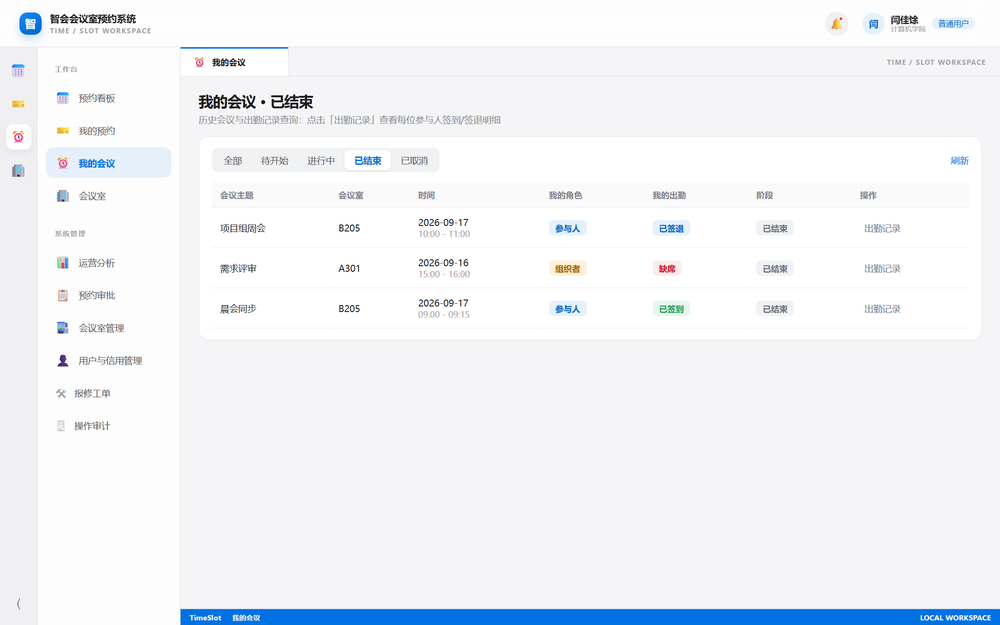 智
智会会议室预约系统
TIME / SLOT WORKSPACE
闫
闫佳馀
计算机学院
普通用户
工作台
预约看板
我的预约
我的会议
会议室
系统管理
运营分析
预约审批
会议室管理
用户与信用管理
报修工单
操作审计
我的会议
TIME / SLOT WORKSPACE
我的会议 • 已结束
历史会议与出勤记录查询：点击「出勤记录」查看每位参与人签到/签退明细
全部 待开始 进行中 已结束 已取消
刷新
会议主题 会议室 时间 我的角色 我的出勤 阶段 操作
项目组周会 B205 2026-09-17 参与人 已签退 已结束 出勤记录
10:00 - 11:00
需求评审 A301 2026-09-16 组织者 缺席 已结束 出勤记录
15:00 - 16:00
晨会同步 B205 2026-09-17 参与人 已签到 已结束 出勤记录
09:00 - 09:15
TimeSlot 我的会议
LOCAL WORKSPACE